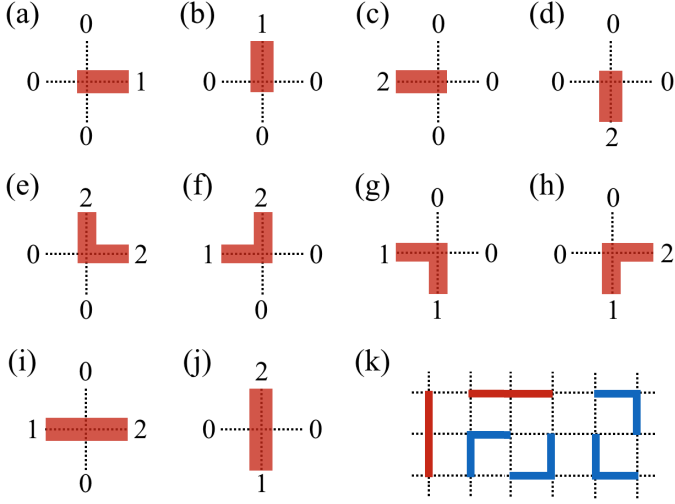 (a) (b) (c) (d)
0 1 0 0
0 1 0 0 2 0 0 0
0 0 0 2
(e) (f) (g) (h)
2 2 0 0
0 2 1 0 1 0 0 2
0 0 1 1
(i) (j) (k)
0 2
1 2 0 0
0 1